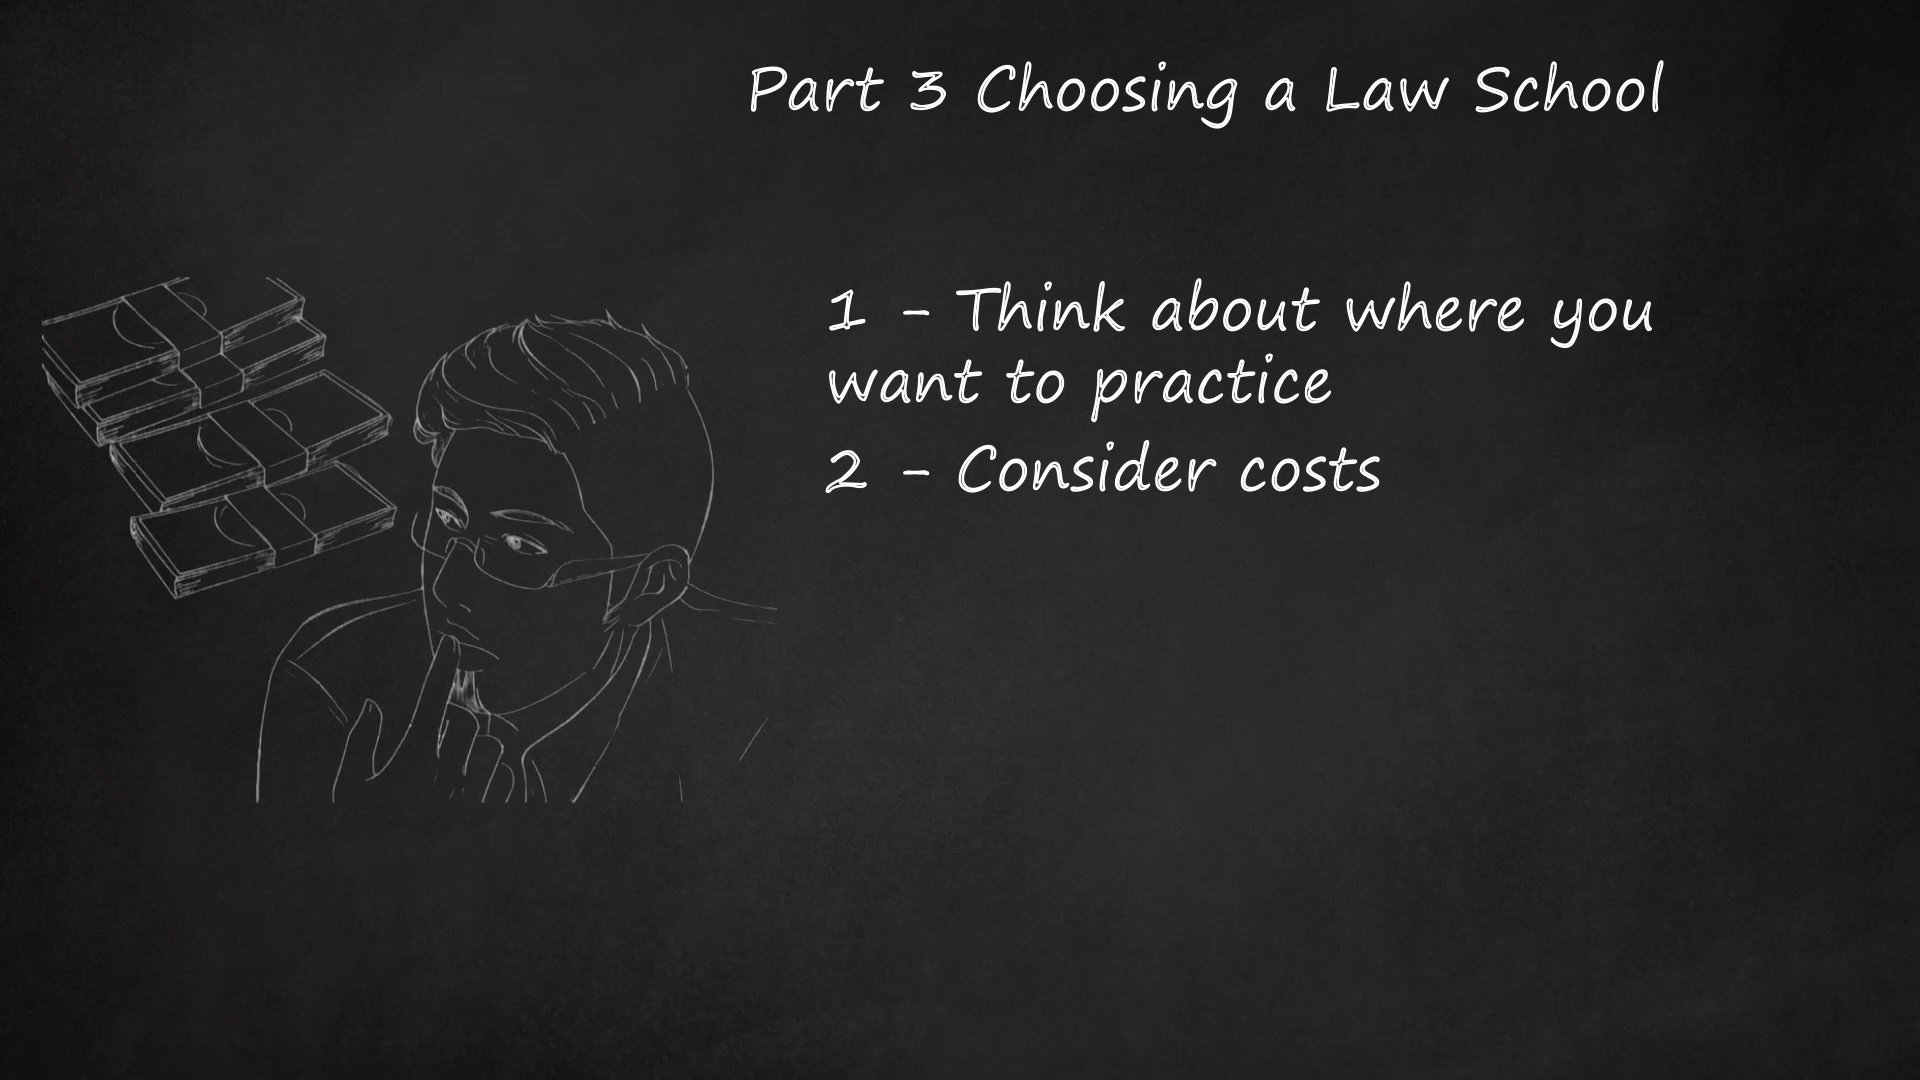 Part 3 Choosing a Law School
1 - Think about where you
want to practice
2 - Consider costs